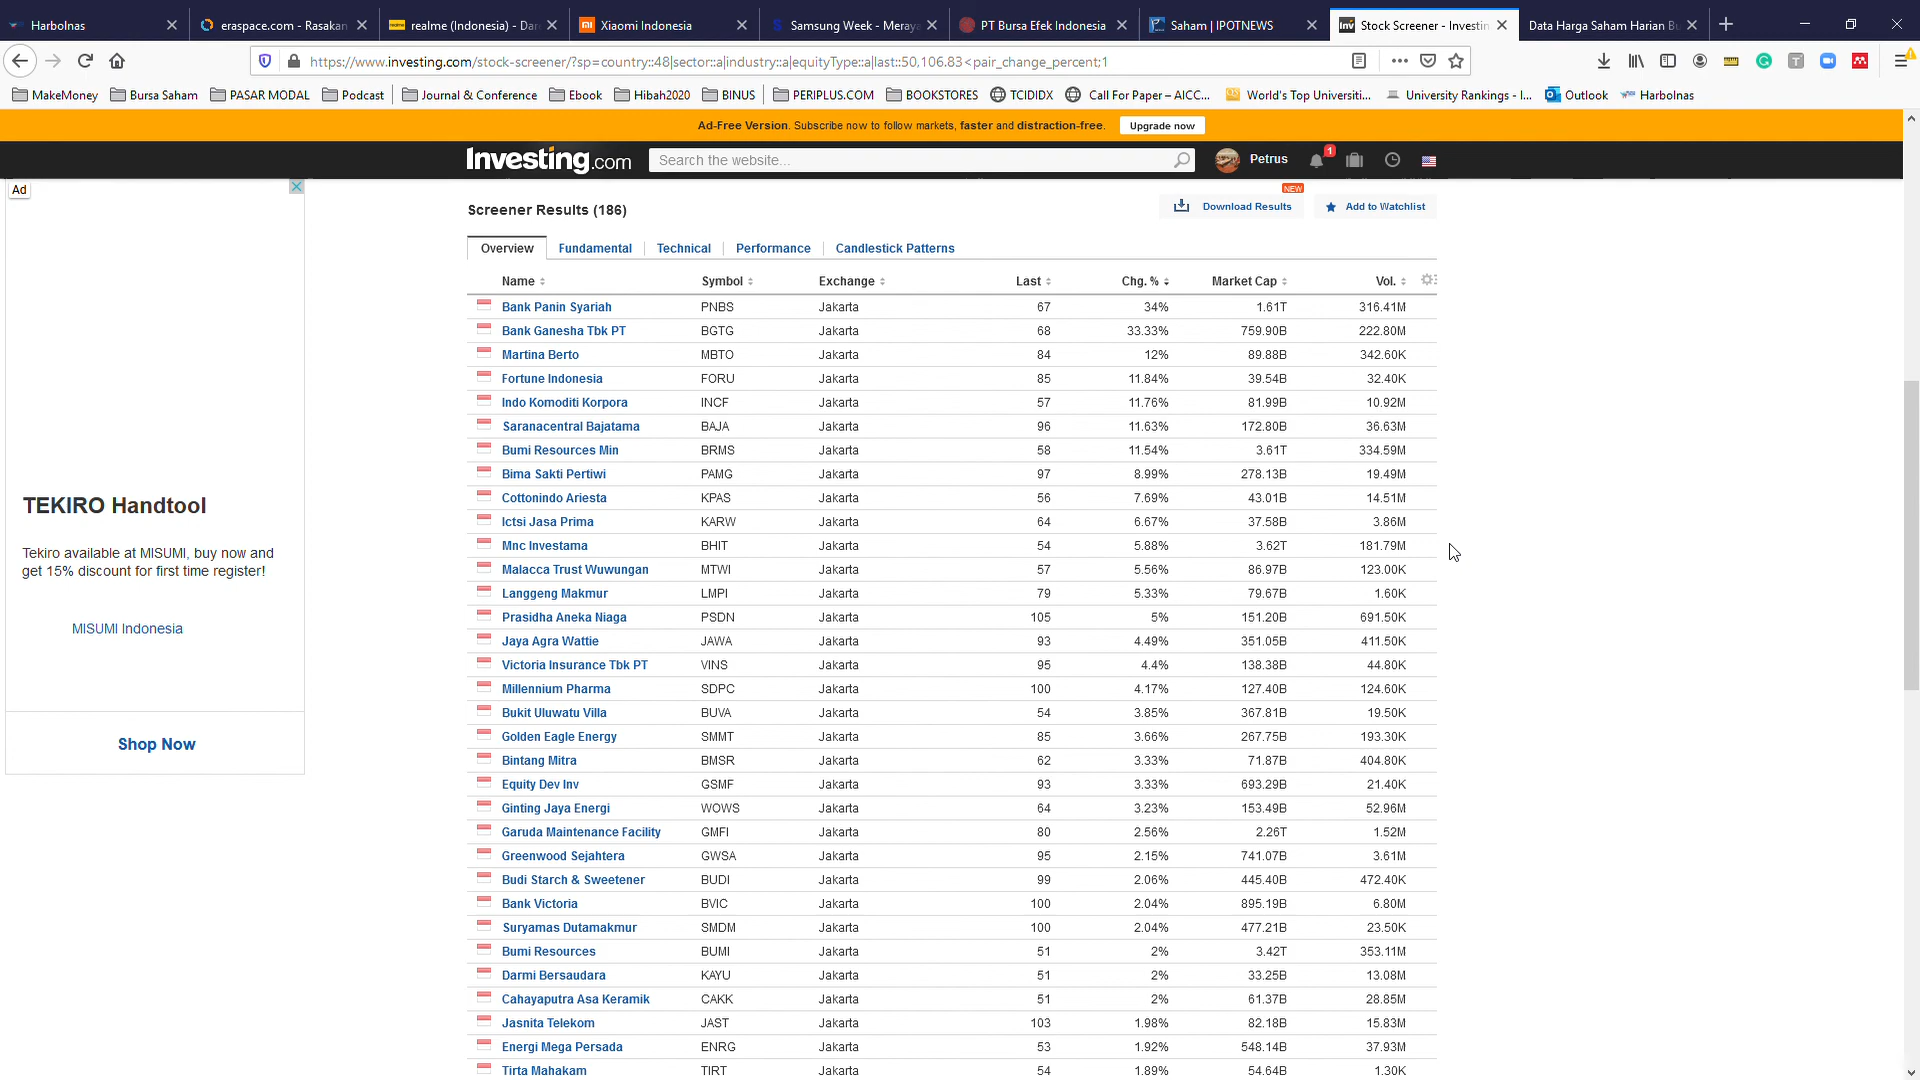 Harbolnas
eraspace.com - Rasakan
realme (Indonesia) - Da
Xiaomi Indonesia
Samsung Week - Meraya
PT Bursa Efek Indonesia
Saham | IPOTNEWS
Stock Screener - Investin
Data Harga Saham Harian B
https://www.investing.com/stock-screener/?sp=country::48|sector::a|industry::a|equityType::a|last::50,106.83<pair_change_percent;1
MakeMoney
Bursa Saham
PASAR MODAL
Podcast
Journal & Conference
Ebook
Hibah2020
BINUS
PERIPLUS.COM
BOOKSTORES
TCIDIDX
Call For Paper – AICC...
World's Top Universiti...
University Rankings - I...
Outlook
Harbolnas
Ad-Free Version. Subscribe now to follow markets, faster and distraction-free. Upgrade now
Investing.com
Search the website...
Petrus
1
Ad
Screener Results (186)
NEW
Download Results
Add to Watchlist
Overview Fundamental Technical Performance Candlestick Patterns
Name Symbol Exchange Last Chg. % Market Cap Vol.
Bank Panin Syariah PNBS Jakarta 67 34% 1.61T 316.41M
Bank Ganesha Tbk PT BGTG Jakarta 68 33.33% 759.90B 222.80M
Martina Berto MBTO Jakarta 84 12% 89.88B 342.60K
Fortune Indonesia FORU Jakarta 85 11.84% 39.54B 32.40K
Indo Komoditi Korpora INCF Jakarta 57 11.76% 81.99B 10.92M
Saranacentral Bajatama BAJA Jakarta 96 11.63% 172.80B 36.63M
Bumi Resources Min BRMS Jakarta 58 11.54% 3.61T 334.59M
Bima Sakti Pertiwi PAMG Jakarta 97 8.99% 278.13B 19.49M
Cottonindo Ariesta KPAS Jakarta 56 7.69% 43.01B 14.51M
Ictsi Jasa Prima KARW Jakarta 64 6.67% 37.58B 3.86M
Mnc Investama BHIT Jakarta 54 5.88% 3.62T 181.79M
Malacca Trust Wuwungan MTWI Jakarta 57 5.56% 86.97B 123.00K
Langgeng Makmur LMPI Jakarta 79 5.33% 79.67B 1.60K
Prasidha Aneka Niaga PSDN Jakarta 105 5% 151.20B 691.50K
Jaya Agra Wattie JAWA Jakarta 93 4.49% 351.05B 411.50K
Victoria Insurance Tbk PT VINS Jakarta 95 4.4% 138.38B 44.80K
Millennium Pharma SDPC Jakarta 100 4.17% 127.40B 124.60K
Bukit Uluwatu Villa BUVA Jakarta 54 3.85% 367.81B 19.50K
Golden Eagle Energy SMMT Jakarta 85 3.66% 267.75B 193.30K
Bintang Mitra BMSR Jakarta 62 3.33% 71.87B 404.80K
Equity Dev Inv GSMF Jakarta 93 3.33% 693.29B 21.40K
Ginting Jaya Energi WOWS Jakarta 64 3.23% 153.49B 52.96M
Garuda Maintenance Facility GMFI Jakarta 80 2.56% 2.26T 1.52M
Greenwood Sejahtera GWSA Jakarta 95 2.15% 741.07B 3.61M
Budi Starch & Sweetener BUDI Jakarta 99 2.06% 445.40B 472.40K
Bank Victoria BVIC Jakarta 100 2.04% 895.19B 6.80M
Suryamas Dutamakmur SMDM Jakarta 100 2.04% 477.21B 23.50K
Bumi Resources BUMI Jakarta 51 2% 3.42T 353.11M
Darmi Bersaudara KAYU Jakarta 51 2% 33.25B 13.08M
Cahayaputra Asa Keramik CAKK Jakarta 51 2% 61.37B 28.85M
Jasnita Telekom JAST Jakarta 103 1.98% 82.18B 15.83M
Energi Mega Persada ENRG Jakarta 53 1.92% 548.14B 37.93M
Tirta Mahakam TIRT Jakarta 54 1.89% 54.64B 1.30K
TEKIRO Handtool
Tekiro available at MISUMI, buy now and
get 15% discount for first time register!
MISUMI Indonesia
Shop Now